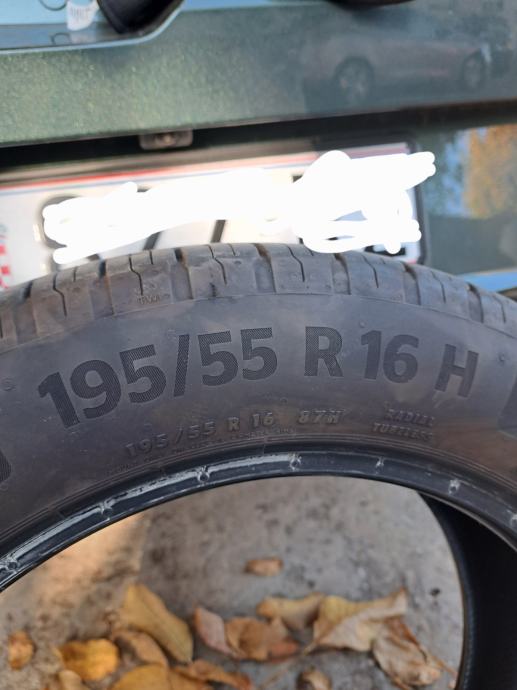 195/55 R 16 H
195/55 R 16 87H
RADIAL
TUBELESS